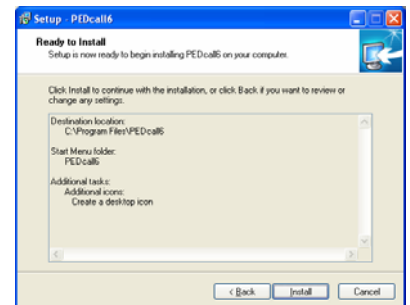 Setup - PEDcall6
Ready to Install
Setup is now ready to begin installing PEDcall6 on your computer.
Click Install to continue with the installation, or click Back if you want to review or
change any settings.
Destination location:
C:\Program Files\PEDcall6
Start Menu folder:
PEDcall6
Additional tasks:
Additional icons:
Create a desktop icon
< Back
Install
Cancel